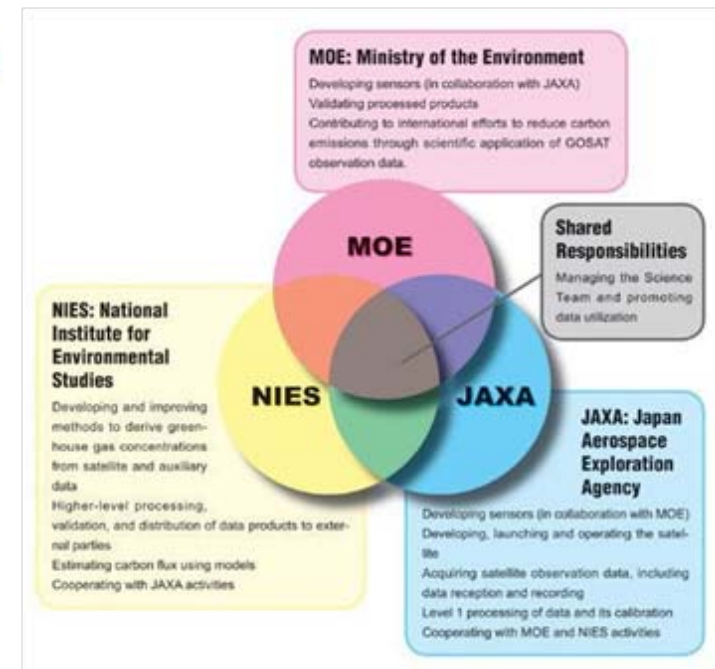 MOE: Ministry of the Environment
Developing sensors (in collaboration with JAXA)
Validating processed products
Contributing to international efforts to reduce carbon
emissions through scientific application of GOSAT
observation data.
MOE
Shared
Responsibilities
Managing the Science
Team and promoting
data utilization
NIES: National
Institute for
Environmental
Studies
Developing and improving
methods to derive green-
house gas concentrations
from satellite and auxiliary
data
Higher-level processing,
validation, and distribution of data products to exter-
nal parties
Estimating carbon flux using models
Cooperating with JAXA activities
NIES
JAXA
JAXA: Japan
Aerospace
Exploration
Agency
Developing sensors (in collaboration with MOE)
Developing, launching and operating the satel-
lite
Acquiring satellite observation data, including
data reception and recording
Level 1 processing of data and its calibration
Cooperating with MOE and NIES activities